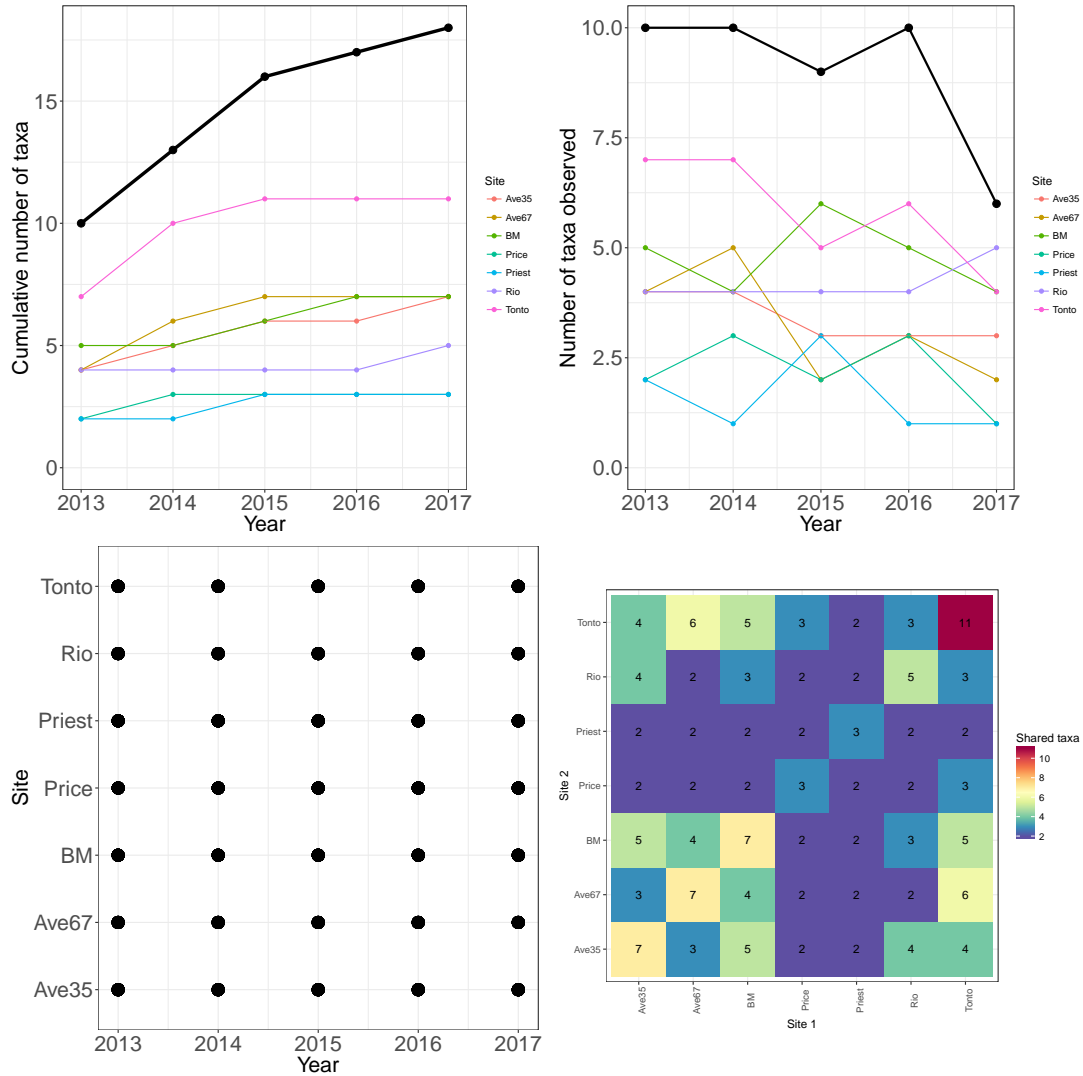 Cumulative number of taxa
15
10
5
0
2013 2014 2015 2016 2017
Year
Site
Ave35
Ave67
BM
Price
Priest
Rio
Tonto
Number of taxa observed
10.0
7.5
5.0
2.5
0.0
2013 2014 2015 2016 2017
Year
Site
Ave35
Ave67
BM
Price
Priest
Rio
Tonto
Site
Tonto
Rio
Priest
Price
BM
Ave67
Ave35
2013 2014 2015 2016 2017
Year
Site 2
Tonto 4 6 5 3 2 3 11
Rio 4 2 3 2 2 5 3
Priest 2 2 2 2 3 2 2
Price 2 2 2 3 2 2 3
BM 5 4 7 2 2 3 5
Ave67 3 7 4 2 2 2 6
Ave35 7 3 5 2 2 4 4
Ave35 Ave67 BM Price Priest Rio Tonto
Site 1
Shared taxa
10
8
6
4
2